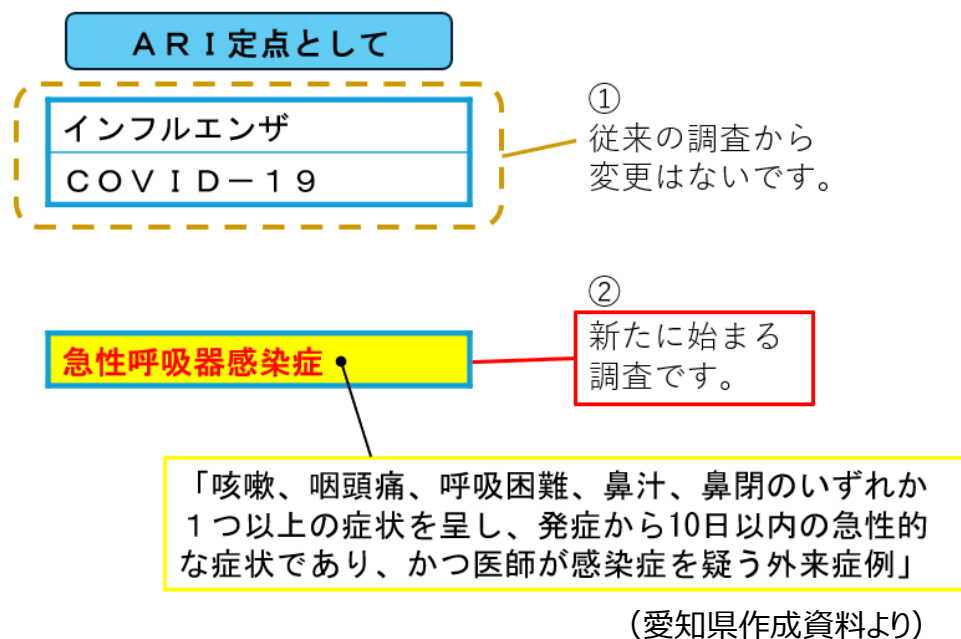 ＡＲＩ定点として
①
インフルエンザ
従来の調査から
ＣＯＶＩＤ－１９
変更はないです。
②
新たに始まる
急性呼吸器感染症
調査です。
「咳嗽、咽頭痛、呼吸困難、鼻汁、鼻閉のいずれか
１つ以上の症状を呈し、発症から10日以内の急性的
な症状であり、かつ医師が感染症を疑う外来症例」
（愛知県作成資料より）